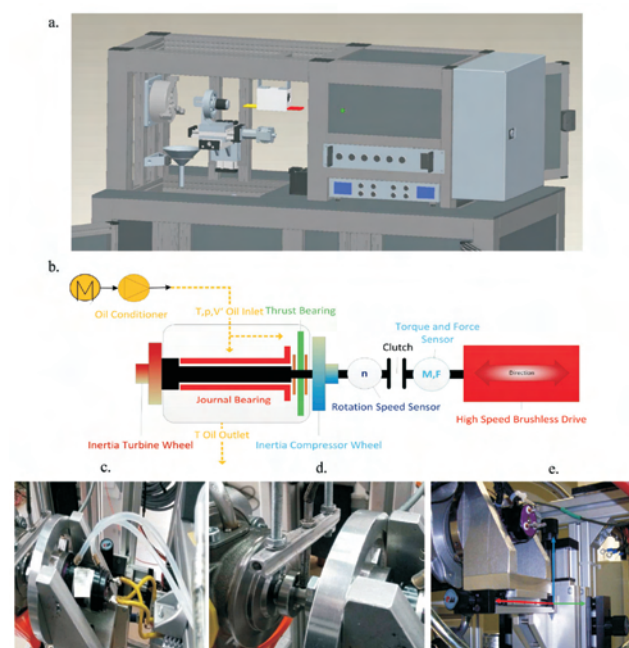 a.
b.
M
Oil Conditioner
T,p,V' Oil Inlet
Thrust Bearing
Torque and Force
Sensor
Clutch
n
M,F
Direction
Journal Bearing
Rotation Speed Sensor
High Speed Brushless Drive
Inertia Turbine Wheel
T Oil Outlet
Inertia Compressor Wheel
c.
d.
e.